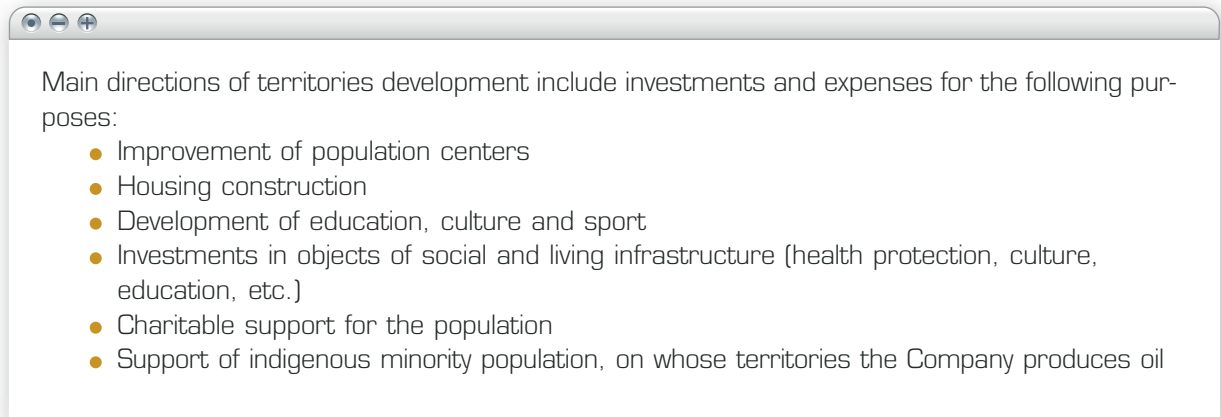 Main directions of territories development include investments and expenses for the following pur-
poses:
● Improvement of population centers
● Housing construction
● Development of education, culture and sport
● Investments in objects of social and living infrastructure (health protection, culture,
education, etc.)
● Charitable support for the population
● Support of indigenous minority population, on whose territories the Company produces oil